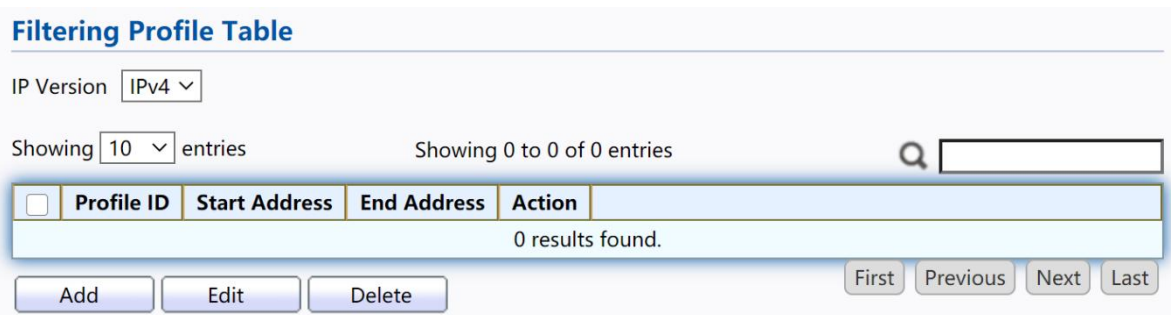 Filtering Profile Table
IP Version IPv4
Showing 10 entries Showing 0 to 0 of 0 entries
Profile ID Start Address End Address Action
0 results found.
Add Edit Delete First Previous Next Last